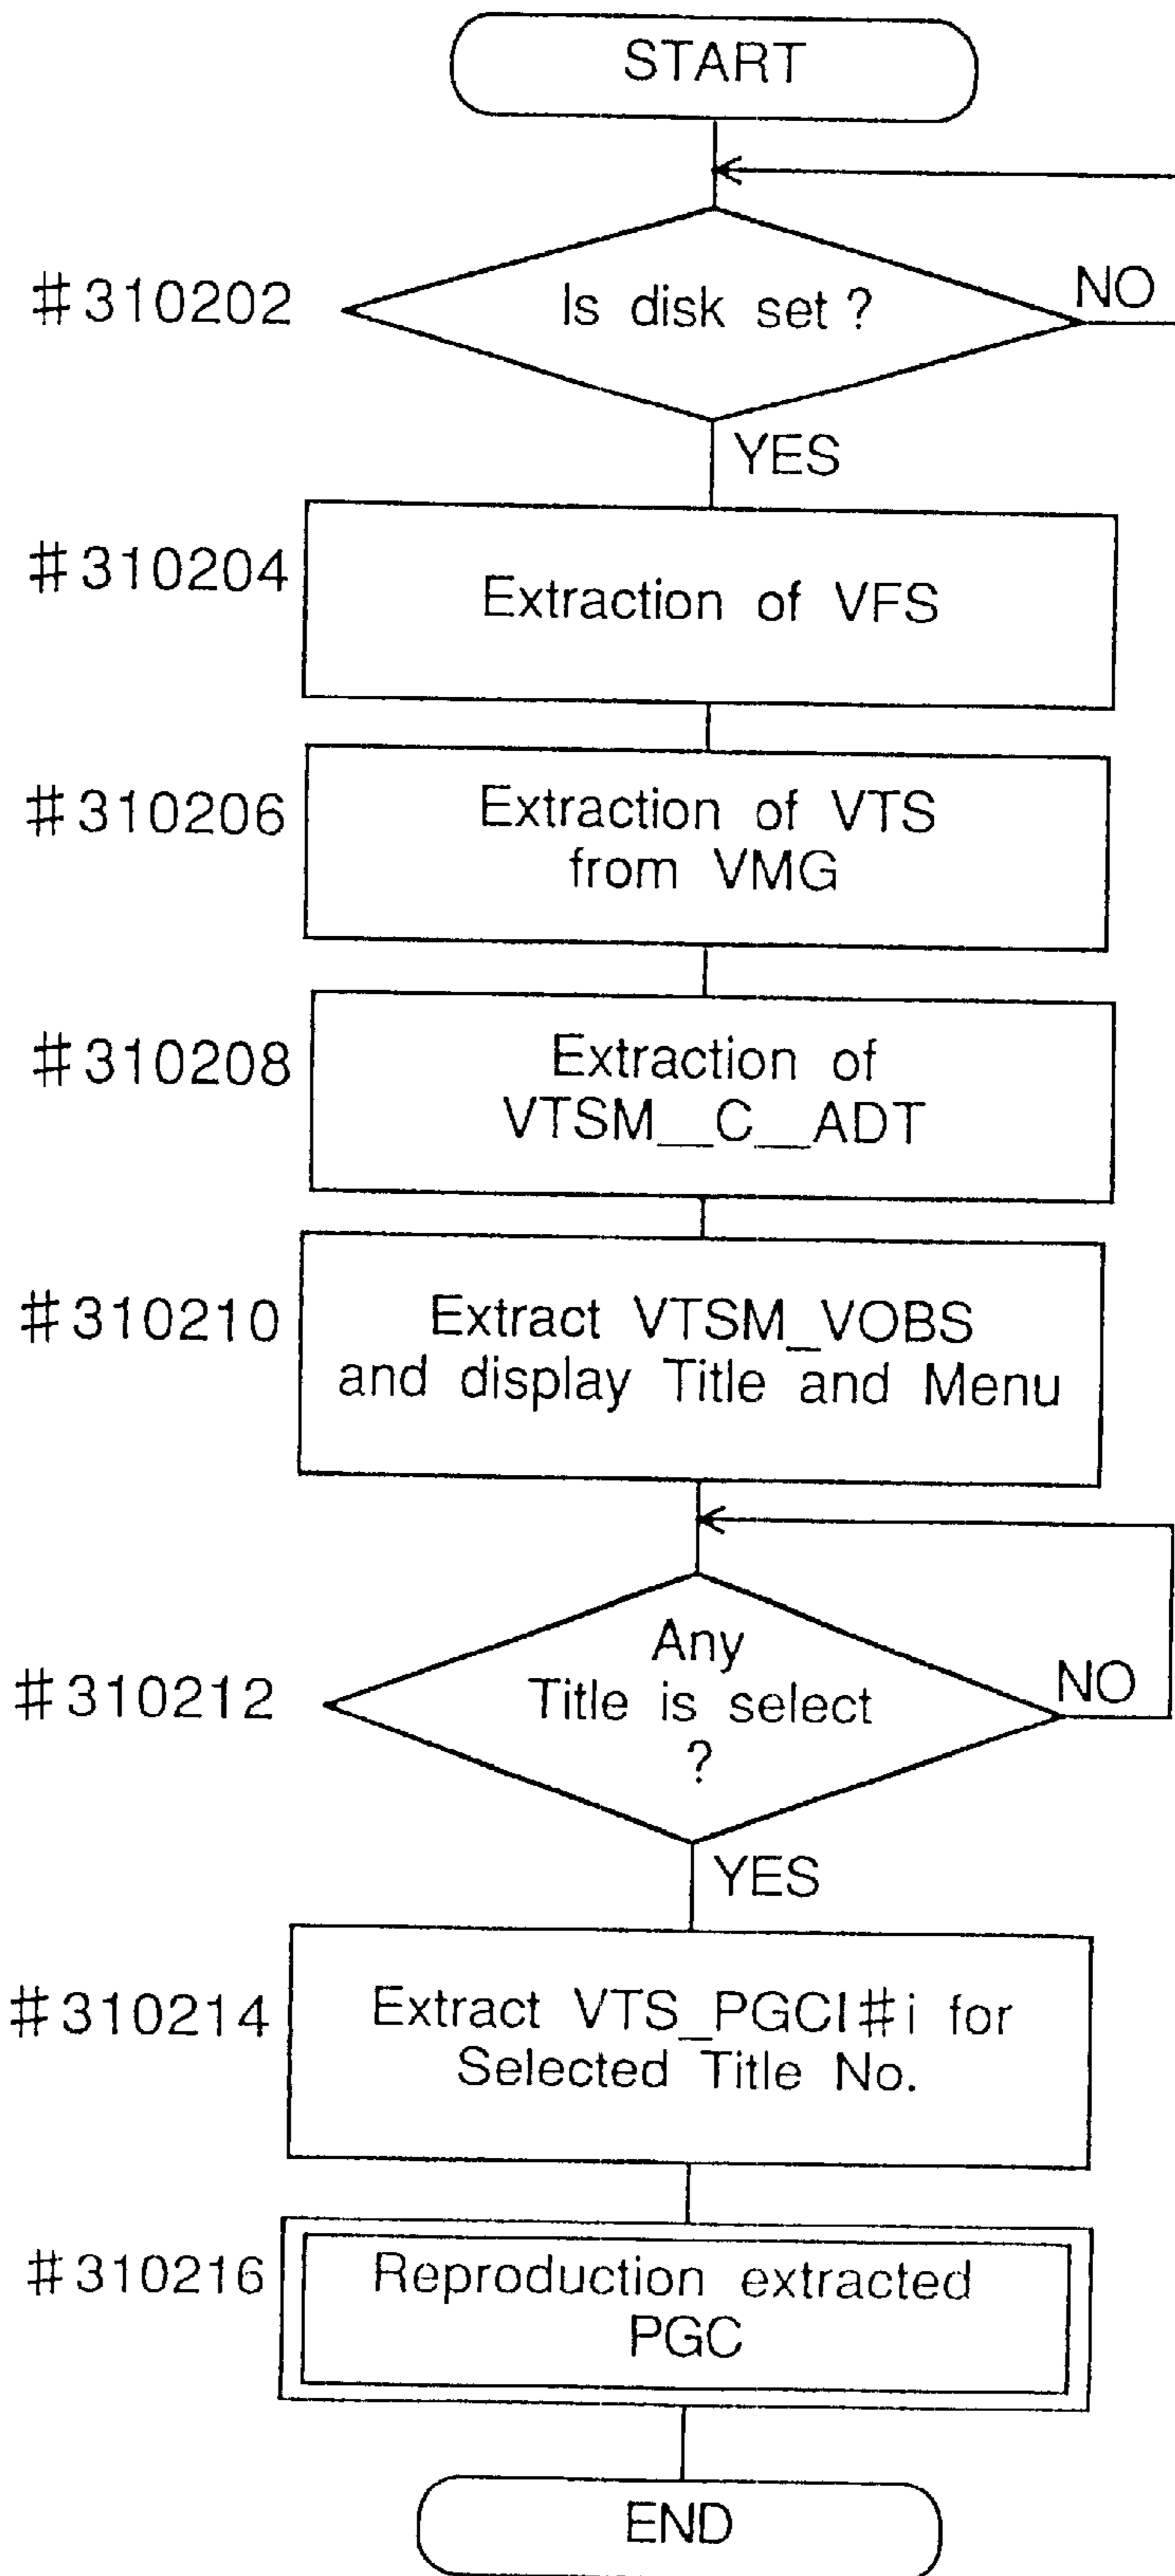 START
#310202
Is disk set ?
NO
YES
#310204
Extraction of VFS
#310206
Extraction of VTS
from VMG
#310208
Extraction of
VTSM__C__ADT
#310210
Extract VTSM_VOBS
and display Title and Menu
#310212
Any
Title is select
?
NO
YES
#310214
Extract VTS_PGCI#i for
Selected Title No.
#310216
Reproduction extracted
PGC
END